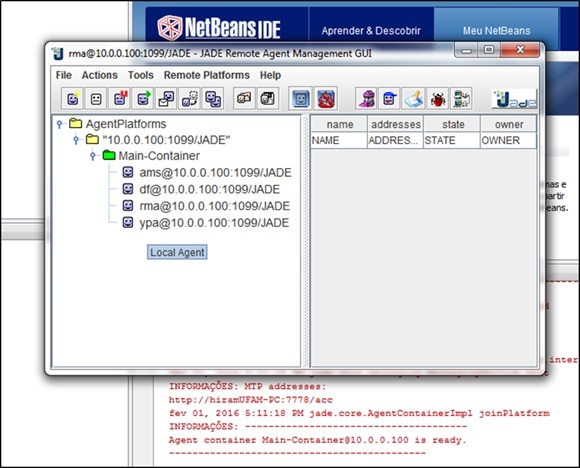 NetBeans IDE
Aprender & Descobrir
Meu NetBeans
rma@10.0.0.100:1099/JADE - JADE Remote Agent Management GUI
File Actions Tools Remote Platforms Help
Jade
AgentPlatforms
"10.0.0.100:1099/JADE"
Main-Container
ams@10.0.0.100:1099/JADE
df@10.0.0.100:1099/JADE
rma@10.0.0.100:1099/JADE
ypa@10.0.0.100:1099/JADE
Local Agent
name addresses state owner
NAME ADDRES... STATE OWNER
mas e
partir
Beans.
.inter
INFORMAÇÕES: MTP addresses:
http://hiramUFAM-PC:7778/acc
fev 01, 2016 5:11:18 PM jade.core.AgentContainerImpl joinPlatform
INFORMAÇÕES: --------------------------------------
Agent container Main-Container@10.0.0.100 is ready.
--------------------------------------------